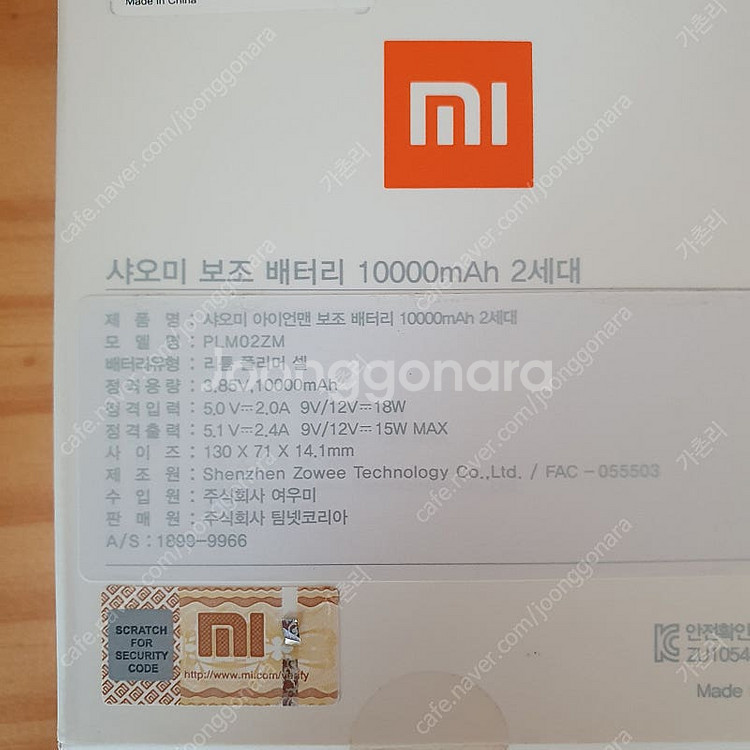 Made in China
mi
샤오미 보조 배터리 10000mAh 2세대
제 품 명 : 샤오미 아이언맨 보조 배터리 10000mAh 2세대
모 델 명 : PLM02ZM
배터리유형 : 리튬 폴리머 셀
정격용량 : 3.85V,10000mAh
정격입력 : 5.0V⎓2.0A 9V/12V⎓18W
정격출력 : 5.1V⎓2.4A 9V/12V⎓15W MAX
사 이 즈 : 130 X 71 X 14.1mm
제 조 원 : Shenzhen Zowee Technology Co.,Ltd. / FAC-055503
수 입 원 : 주식회사 여우미
판 매 원 : 주식회사 팀넷코리아
A/S : 1899-9966
SCRATCH
FOR
SECURITY
CODE
mi
http://www.mi.com/verity
안전확인
ZU1054
Made
joonggonara
cafe.naver.com/joonggonara
가촌리